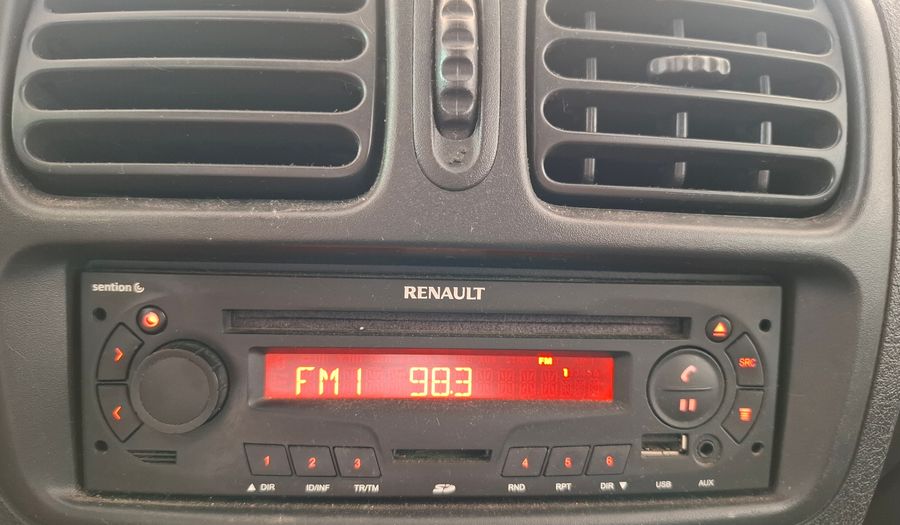 sention
RENAULT
SRC
FM
FM1 98.3
1
1 2 3 4 5 6
▲ DIR ID/INF TR/TM SD RND RPT DIR ▼ USB AUX